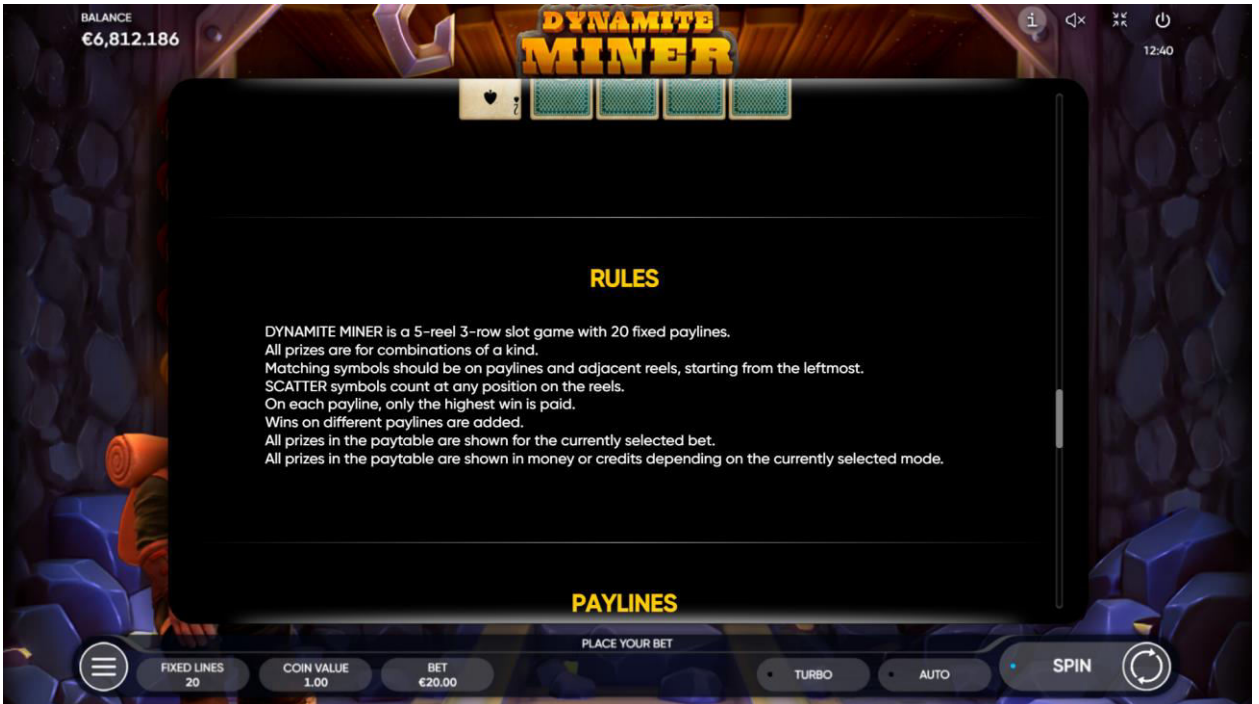 BALANCE
€6,812.186
DYNAMITE
MINER
i
12:40
2
RULES
DYNAMITE MINER is a 5-reel 3-row slot game with 20 fixed paylines.
All prizes are for combinations of a kind.
Matching symbols should be on paylines and adjacent reels, starting from the leftmost.
SCATTER symbols count at any position on the reels.
On each payline, only the highest win is paid.
Wins on different paylines are added.
All prizes in the paytable are shown for the currently selected bet.
All prizes in the paytable are shown in money or credits depending on the currently selected mode.
PAYLINES
PLACE YOUR BET
FIXED LINES
20
COIN VALUE
1.00
BET
€20.00
TURBO
AUTO
SPIN